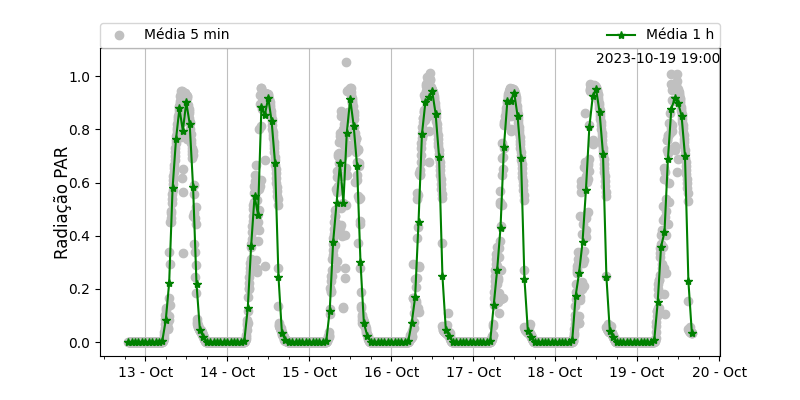 Média 5 min
Média 1 h
2023-10-19 19:00
Radiação PAR
1.0
0.8
0.6
0.4
0.2
0.0
13 - Oct
14 - Oct
15 - Oct
16 - Oct
17 - Oct
18 - Oct
19 - Oct
20 - Oct